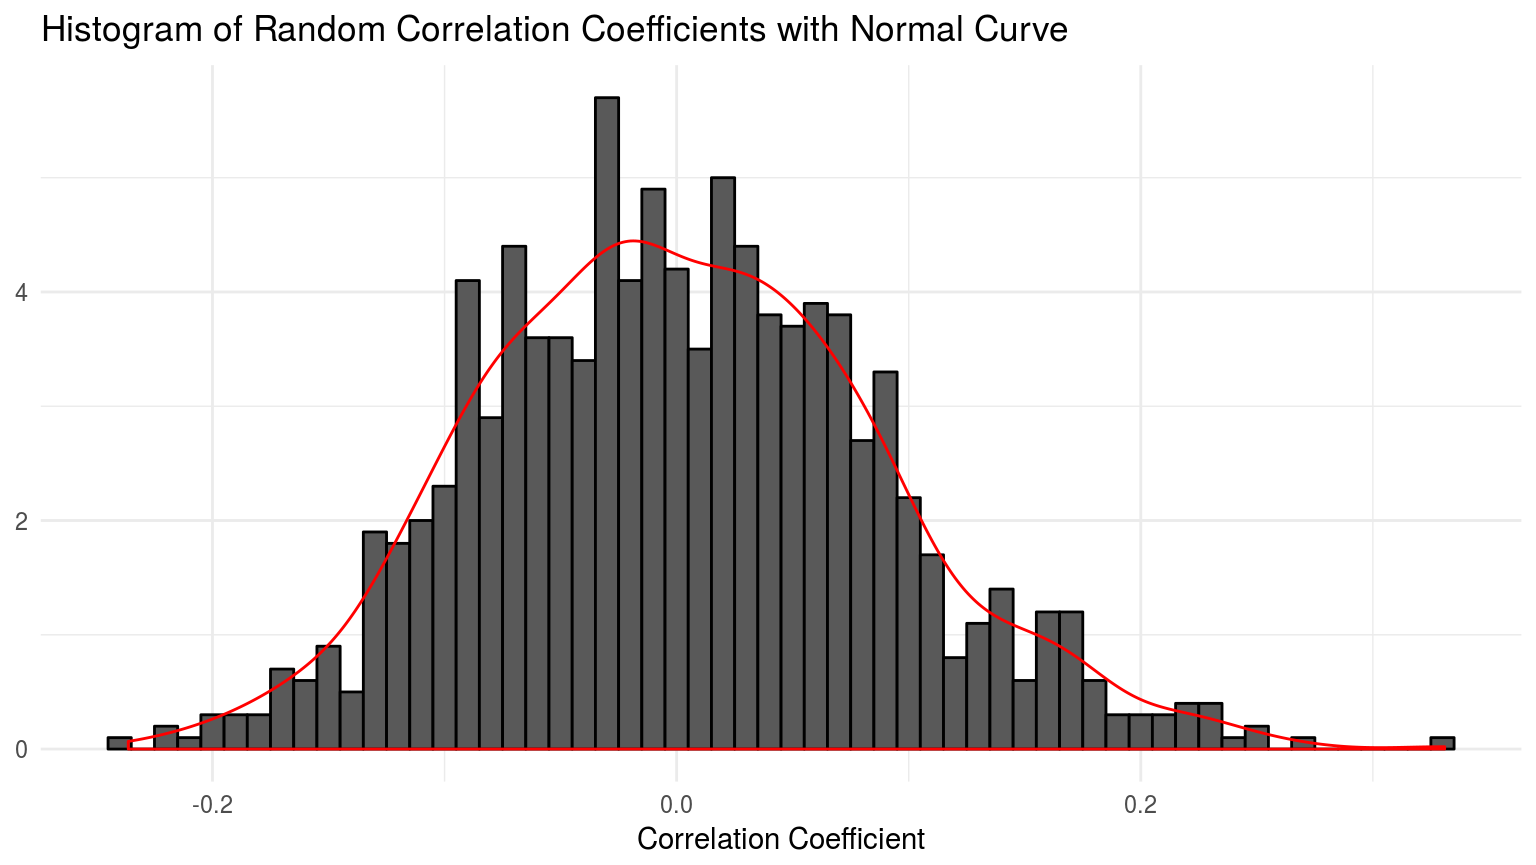 Histogram of Random Correlation Coefficients with Normal Curve
4
2
0
-0.2 0.0 0.2
Correlation Coefficient